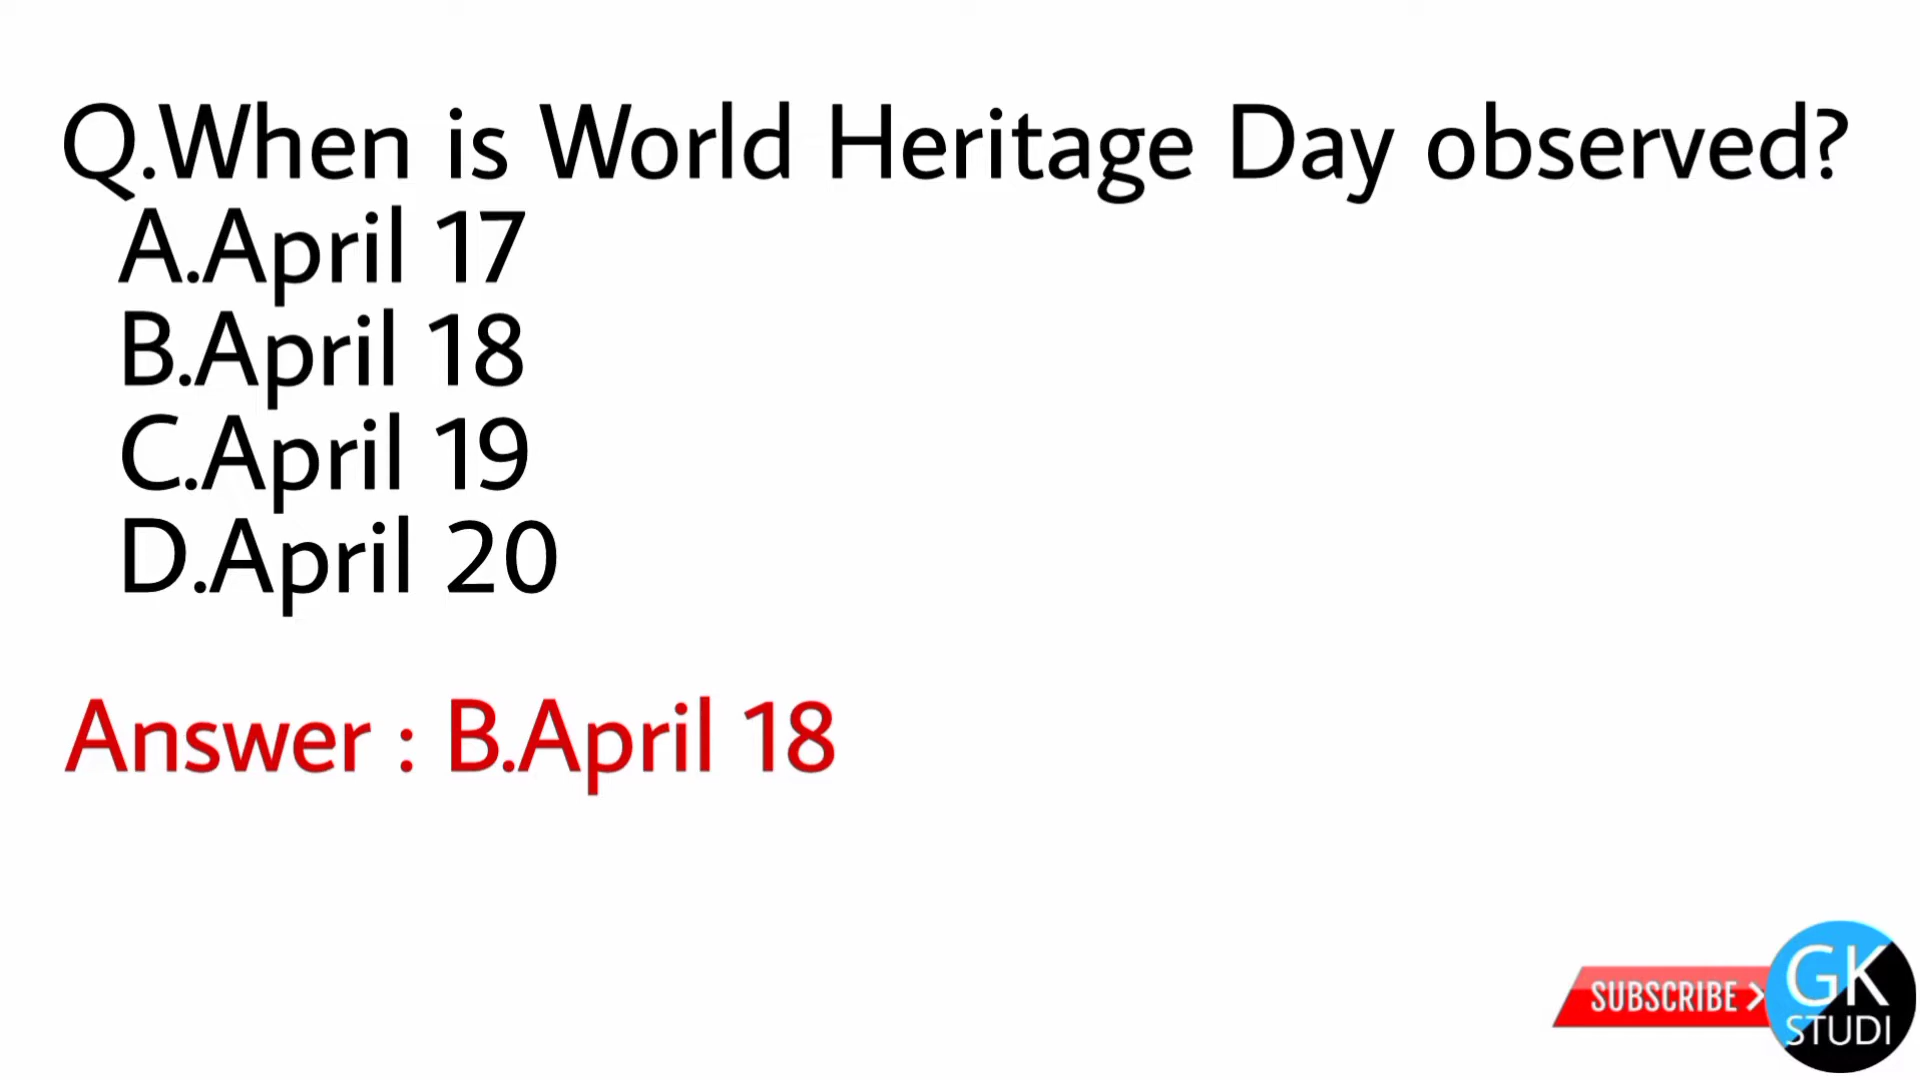 Q.When is World Heritage Day observed?
A.April 17
B.April 18
C.April 19
D.April 20
Answer : B.April 18
SUBSCRIBE
GK
STUDI